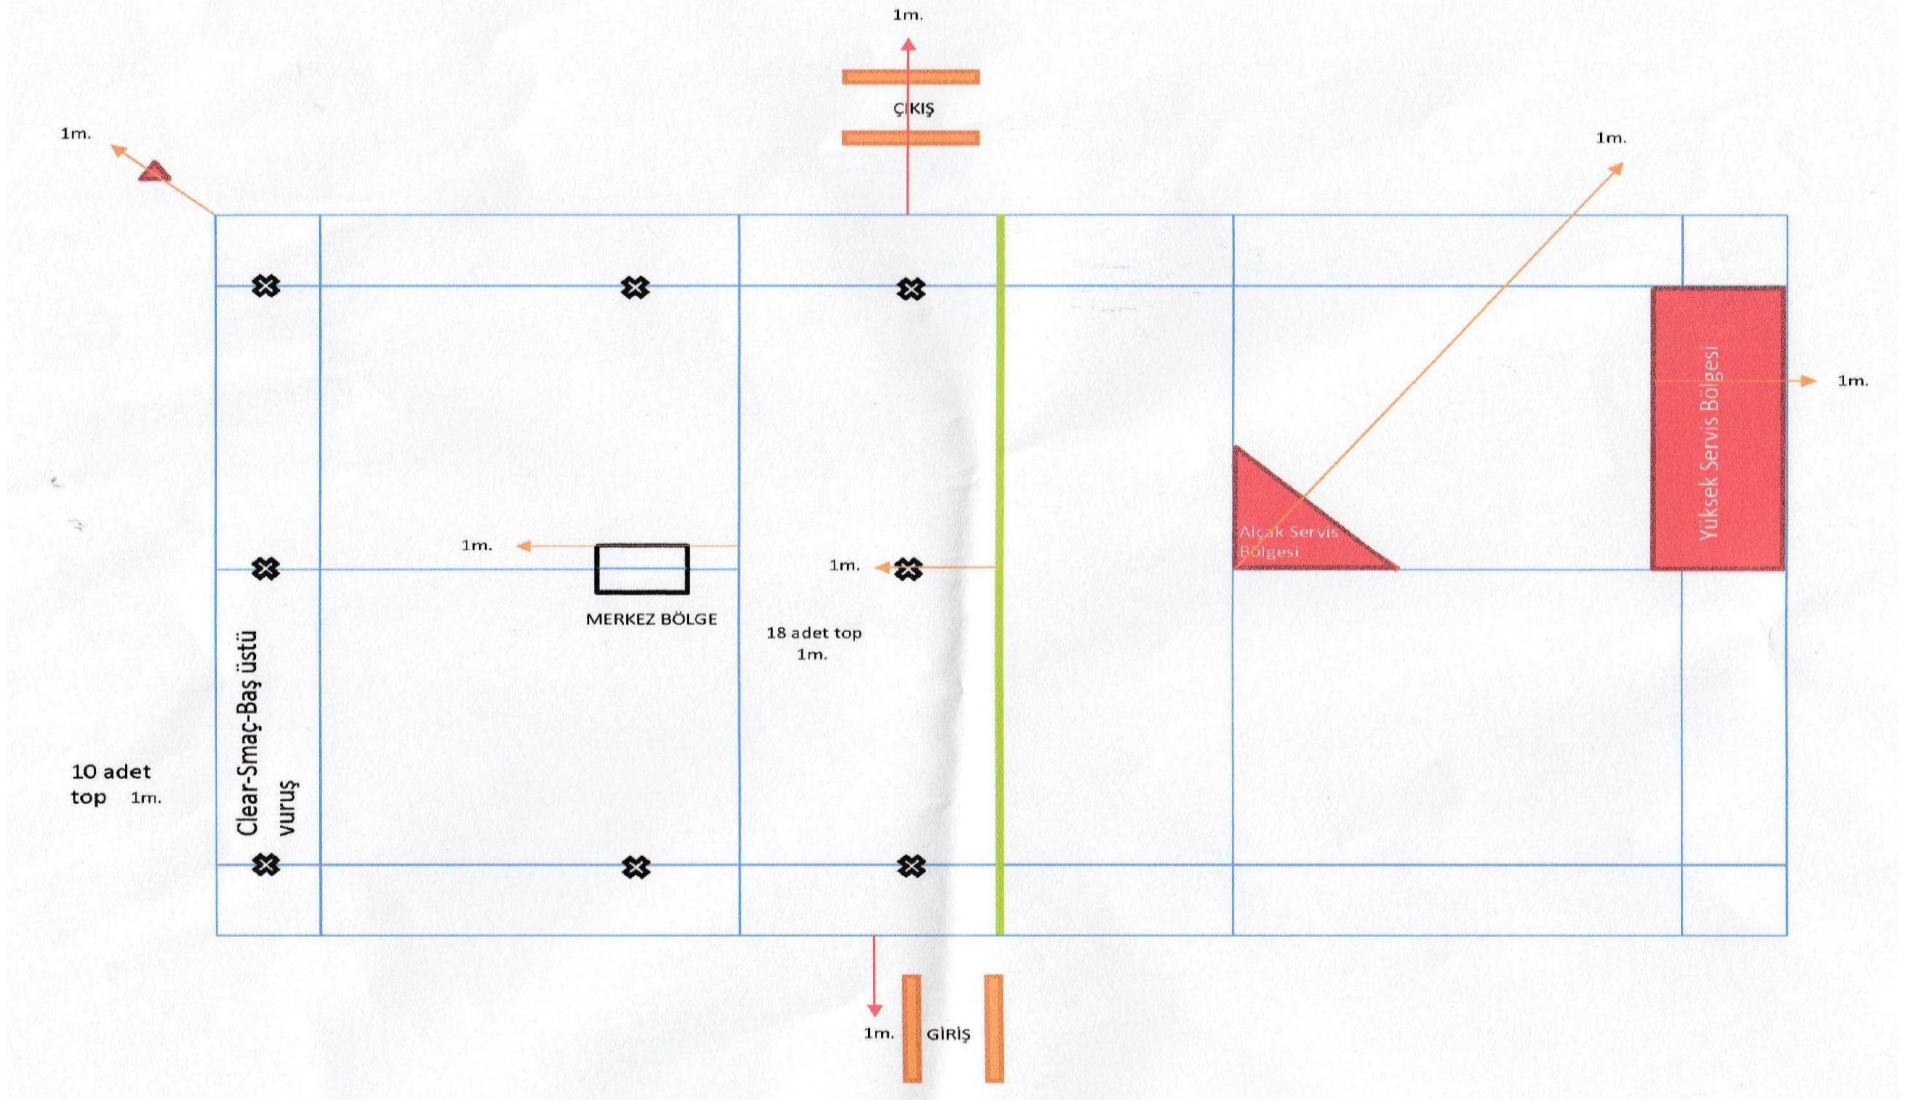 1m.
ÇIKIŞ
1m.
1m.
1m.
Yüksek Servis Bölgesi
Alçak Servis
Bölgesi
1m.
1m.
MERKEZ BÖLGE
18 adet top
1m.
Clear-Smaç-Baş üstü
vuruş
10 adet
top 1m.
1m.
GİRİŞ